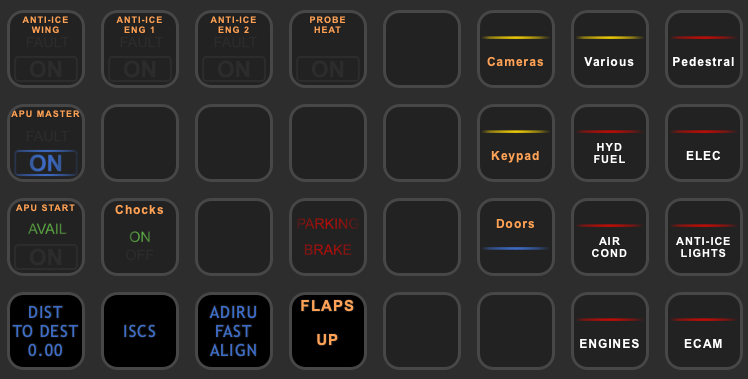 ANTI-ICE
WING
FAULT
ON
ANTI-ICE
ENG 1
FAULT
ON
ANTI-ICE
ENG 2
FAULT
ON
PROBE
HEAT
ON
Cameras
Various
Pedestral
APU MASTER
FAULT
ON
Keypad
HYD
FUEL
ELEC
APU START
AVAIL
ON
Chocks
ON
OFF
PARKING
BRAKE
Doors
AIR
COND
ANTI-ICE
LIGHTS
DIST
TO DEST
0.00
ISCS
ADIRU
FAST
ALIGN
FLAPS
UP
ENGINES
ECAM